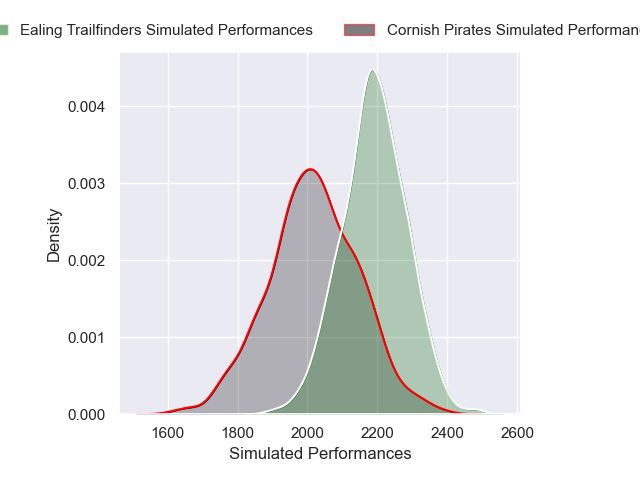 Ealing Trailfinders Simulated Performances
Cornish Pirates Simulated
0.004
0.003
0.002
0.001
0.000
Density
1600 1800 2000 2200 2400 2600
Simulated Performances